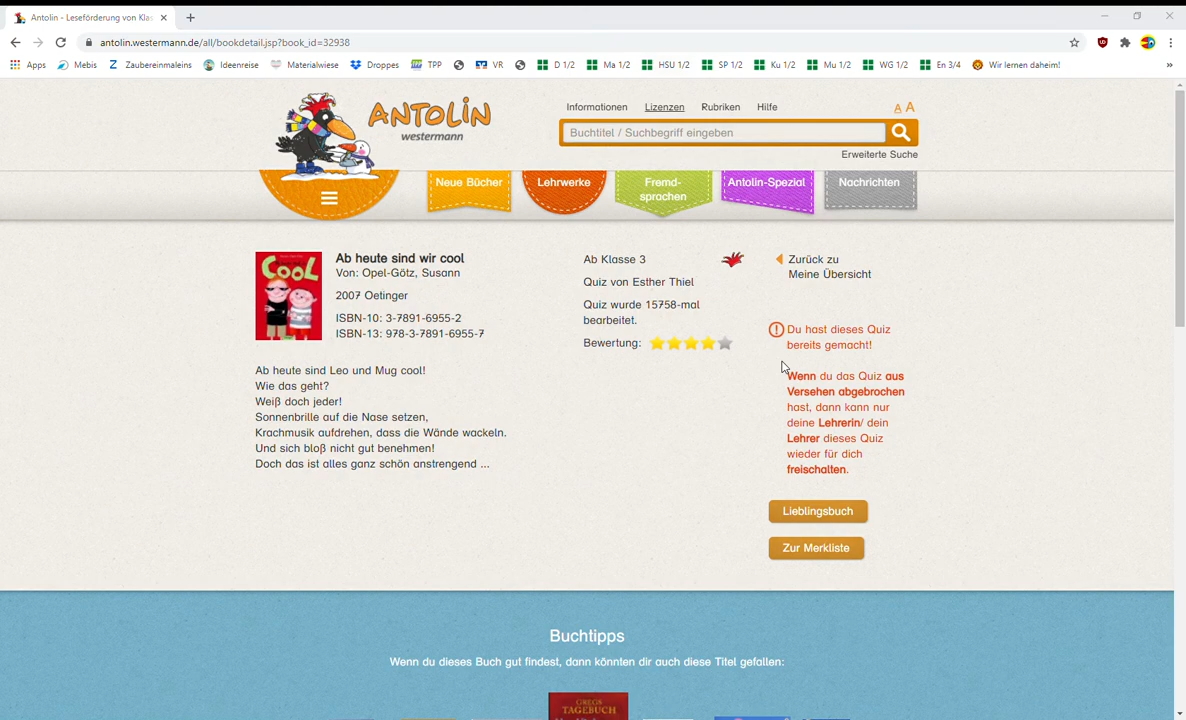 Antolin - Leseförderung von Klas
antolin.westermann.de/all/bookdetail.jsp?book_id=32938
Apps Mebis Zaubereinmaleins Ideenreise Materialwiese Droppes TPP VR D 1/2 Ma 1/2 HSU 1/2 SP 1/2 Ku 1/2 Mu 1/2 WG 1/2 En 3/4 Wir lernen daheim! »
ANTOLIN
westermann
Informationen Lizenzen Rubriken Hilfe A A
Buchtitel / Suchbegriff eingeben
Erweiterte Suche
Neue Bücher
Lehrwerke
Fremd-
sprachen
Antolin-Spezial
Nachrichten
COOL
Ab heute sind wir cool
Von: Opel-Götz, Susann
2007 Oetinger
ISBN-10: 3-7891-6955-2
ISBN-13: 978-3-7891-6955-7
Ab heute sind Leo und Mug cool!
Wie das geht?
Weiß doch jeder!
Sonnenbrille auf die Nase setzen,
Krachmusik aufdrehen, dass die Wände wackeln.
Und sich bloß nicht gut benehmen!
Doch das ist alles ganz schön anstrengend ...
Ab Klasse 3
Quiz von Esther Thiel
Quiz wurde 15758-mal
bearbeitet.
Bewertung:
Zurück zu
Meine Übersicht
Du hast dieses Quiz
bereits gemacht!
Wenn du das Quiz aus
Versehen abgebrochen
hast, dann kann nur
deine Lehrerin/ dein
Lehrer dieses Quiz
wieder für dich
freischalten.
Lieblingsbuch
Zur Merkliste
Buchtipps
Wenn du dieses Buch gut findest, dann könnten dir auch diese Titel gefallen:
GREGS
TAGEBUCH